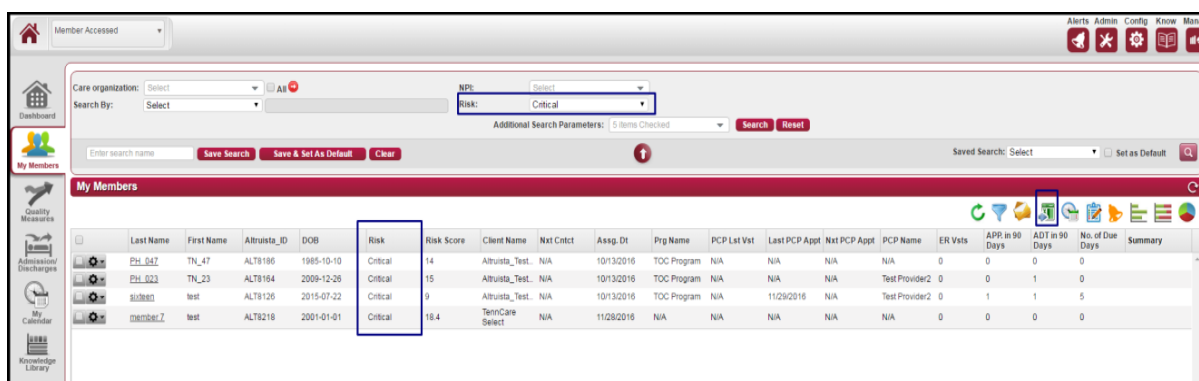 Alerts Admin Config Know Man
Member Accessed
Care organization: Select All NPI: Select
Search By: Select Risk: Critical
Additional Search Parameters: 5 Items Checked Search Reset
Enter search name Save Search Save & Set As Default Clear Saved Search: Select Set as Default
Dashboard
My Members
Quality
Measures
Admission/
Discharges
My
Calendar
Knowledge
Library
My Members
Last Name First Name Altruista_ID DOB Risk Risk Score Client Name Nxt Cntct Assg. Dt Prg Name PCP Lst Vst Last PCP Appt Nxt PCP Appt PCP Name ER Vsts APP. in 90 Days ADT in 90 Days No. of Due Days Summary
PH_047 TN_47 ALT8186 1985-10-10 Critical 14 Altruista_Test.. N/A 10/13/2016 TOC Program N/A N/A N/A N/A 0 0 0 0
PH_023 TN_23 ALT8164 2009-12-26 Critical 15 Altruista_Test.. N/A 10/13/2016 TOC Program N/A N/A N/A Test Provider2 0 0 1 0
sixteen test ALT8126 2015-07-22 Critical 9 Altruista_Test.. N/A 10/13/2016 TOC Program N/A 11/29/2016 N/A Test Provider2 0 1 1 5
member 7 test ALT8218 2001-01-01 Critical 18.4 TennCare Select N/A 11/28/2016 N/A N/A N/A N/A N/A 0 0 0 0